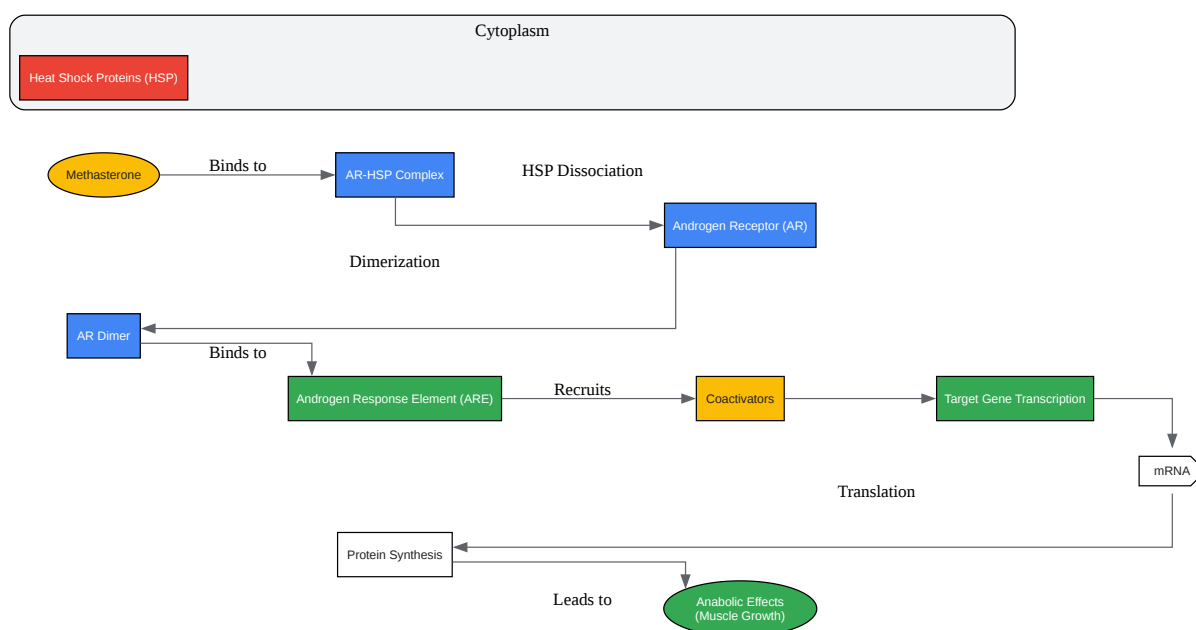 Cytoplasm
Heat Shock Proteins (HSP)
Methasterone
Binds to
AR-HSP Complex
HSP Dissociation
Androgen Receptor (AR)
Dimerization
AR Dimer
Binds to
Androgen Response Element (ARE)
Recruits
Coactivators
Target Gene Transcription
mRNA
Translation
Protein Synthesis
Leads to
Anabolic Effects
(Muscle Growth)